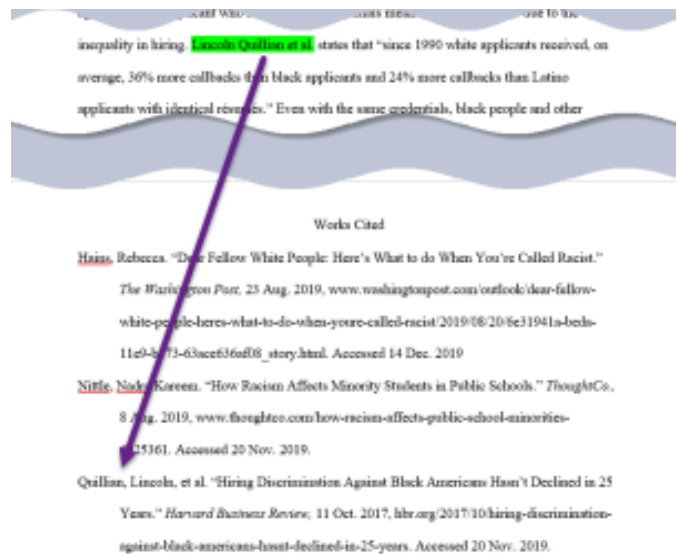 inequality in hiring. Lincoln Quillian et al. states that “since 1990 white applicants received, on
average, 36% more callbacks than black applicants and 24% more callbacks than Latino
applicants with identical résumés.” Even with the same credentials, black people and other
Works Cited
Hains, Rebecca. “Dear Fellow White People: Here’s What to do When You’re Called Racist.”
The Washington Post, 23 Aug. 2019, www.washingtonpost.com/outlook/dear-fellow-
white-people-heres-what-to-do-when-youre-called-racist/2019/08/20/6e31941a-beda-
11e9-b873-63ace636af08_story.html. Accessed 14 Dec. 2019
Nittle, Nadra Kareem. “How Racism Affects Minority Students in Public Schools.” ThoughtCo.,
8 Aug. 2019, www.thoughtco.com/how-racism-affects-public-school-minorities-
25361. Accessed 20 Nov. 2019.
Quillian, Lincoln, et al. “Hiring Discrimination Against Black Americans Hasn’t Declined in 25
Years.” Harvard Business Review, 11 Oct. 2017, hbr.org/2017/10/hiring-discrimination-
against-black-americans-hasnt-declined-in-25-years. Accessed 20 Nov. 2019.